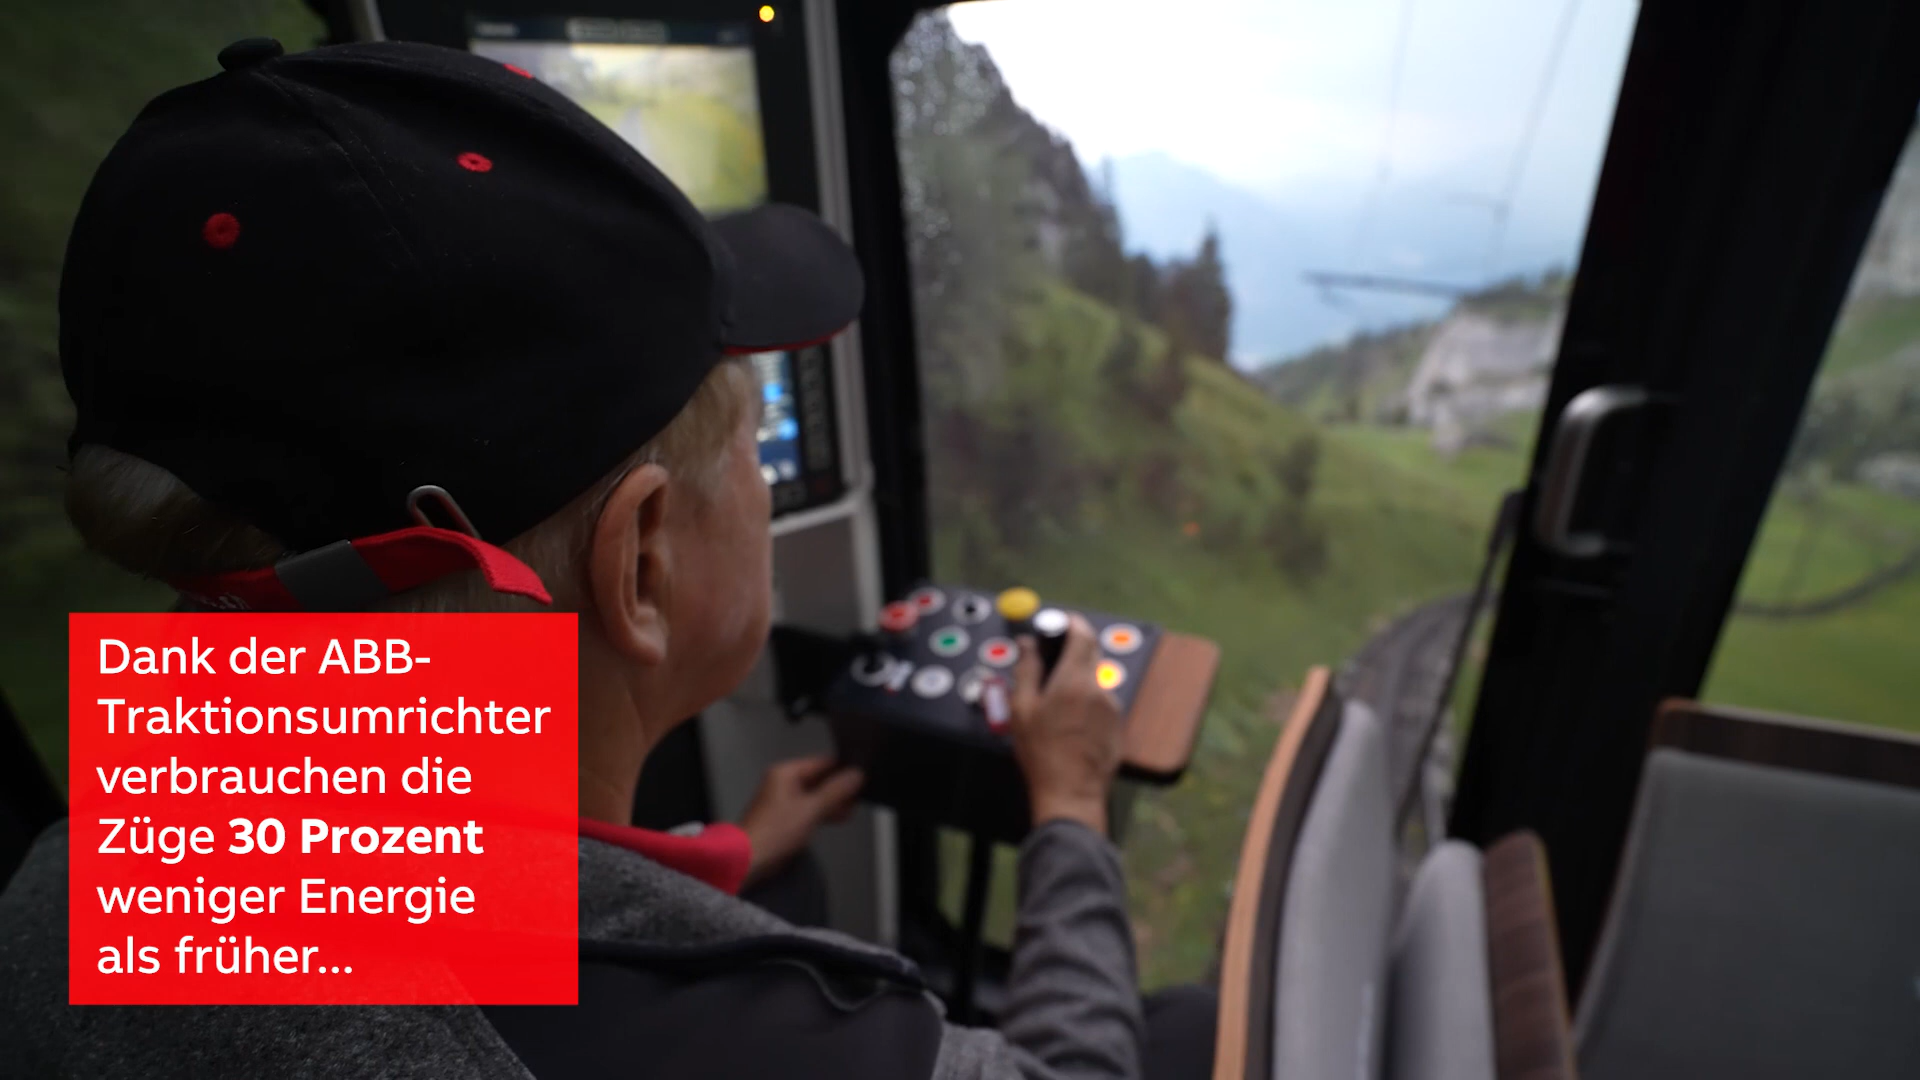 Dank der ABB-
Traktionsumrichter
verbrauchen die
Züge 30 Prozent
weniger Energie
als früher...